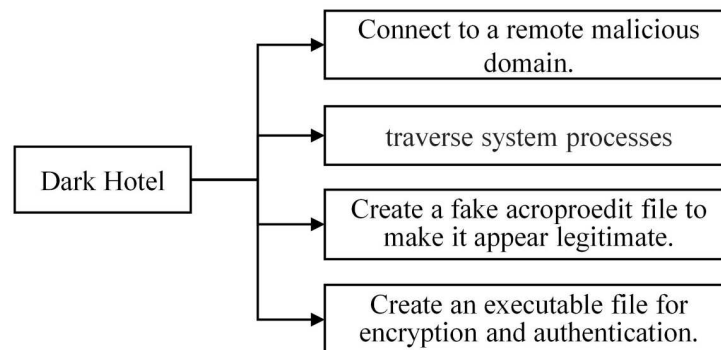 Connect to a remote malicious
domain.
traverse system processes
Dark Hotel
Create a fake acroproedit file to
make it appear legitimate.
Create an executable file for
encryption and authentication.